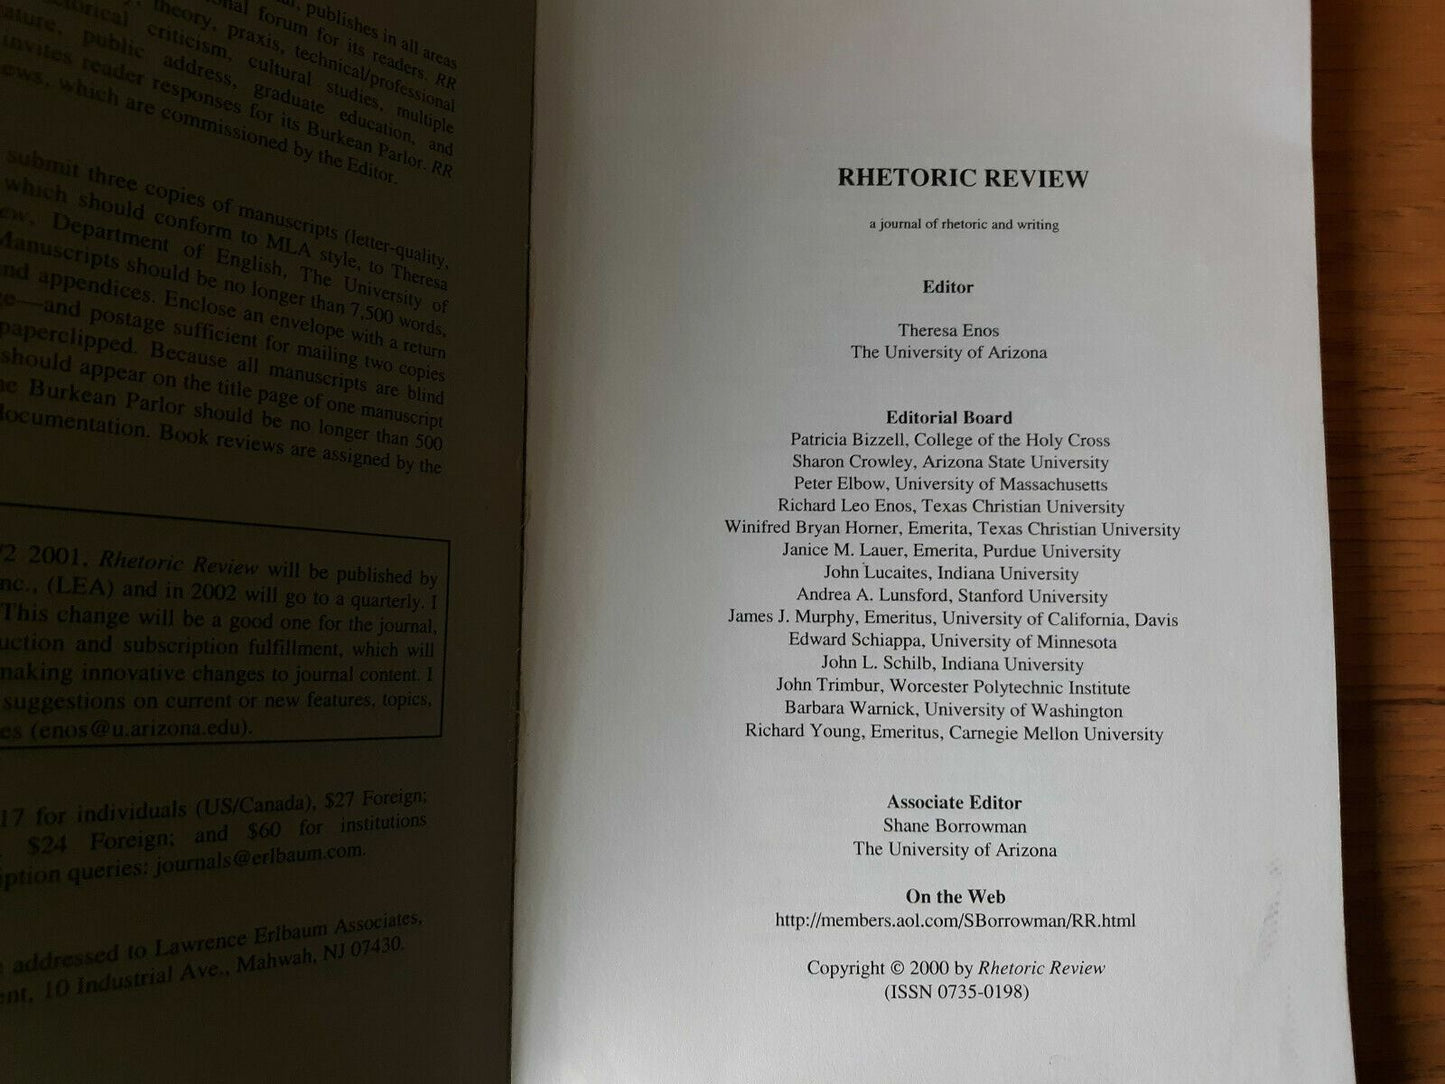 publishes in all areas
forum for its readers. RR
theory, praxis, technical/professional
criticism, cultural studies, multiple
public address, graduate education, and
invites reader responses for its Burkean Parlor. RR
which are commissioned by the Editor.
submit three copies of manuscripts (letter-quality,
which should conform to MLA style, to Theresa
Department of English, The University of
Manuscripts should be no longer than 7,500 words,
appendices. Enclose an envelope with a return
—and postage sufficient for mailing two copies
paperclipped. Because all manuscripts are blind
should appear on the title page of one manuscript
Burkean Parlor should be no longer than 500
documentation. Book reviews are assigned by the
/2 2001, Rhetoric Review will be published by
(LEA) and in 2002 will go to a quarterly. I
This change will be a good one for the journal,
and subscription fulfillment, which will
making innovative changes to journal content. I
suggestions on current or new features, topics,
(enos@u.arizona.edu).
17 for individuals (US/Canada), $27 Foreign;
$24 Foreign; and $60 for institutions
queries: journals@erlbaum.com.
addressed to Lawrence Erlbaum Associates,
10 Industrial Ave., Mahwah, NJ 07430.
RHETORIC REVIEW
a journal of rhetoric and writing
Editor
Theresa Enos
The University of Arizona
Editorial Board
Patricia Bizzell, College of the Holy Cross
Sharon Crowley, Arizona State University
Peter Elbow, University of Massachusetts
Richard Leo Enos, Texas Christian University
Winifred Bryan Horner, Emerita, Texas Christian University
Janice M. Lauer, Emerita, Purdue University
John Lucaites, Indiana University
Andrea A. Lunsford, Stanford University
James J. Murphy, Emeritus, University of California, Davis
Edward Schiappa, University of Minnesota
John L. Schilb, Indiana University
John Trimbur, Worcester Polytechnic Institute
Barbara Warnick, University of Washington
Richard Young, Emeritus, Carnegie Mellon University
Associate Editor
Shane Borrowman
The University of Arizona
On the Web
http://members.aol.com/SBorrowman/RR.html
Copyright © 2000 by Rhetoric Review
(ISSN 0735-0198)